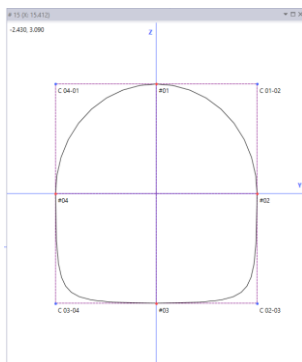 # 13 (X: 15.412)
-2.430, 3.090
Z
C 04-01 #01 C 01-02
Y
#04 #02
C 03-04 #03 C 02-03